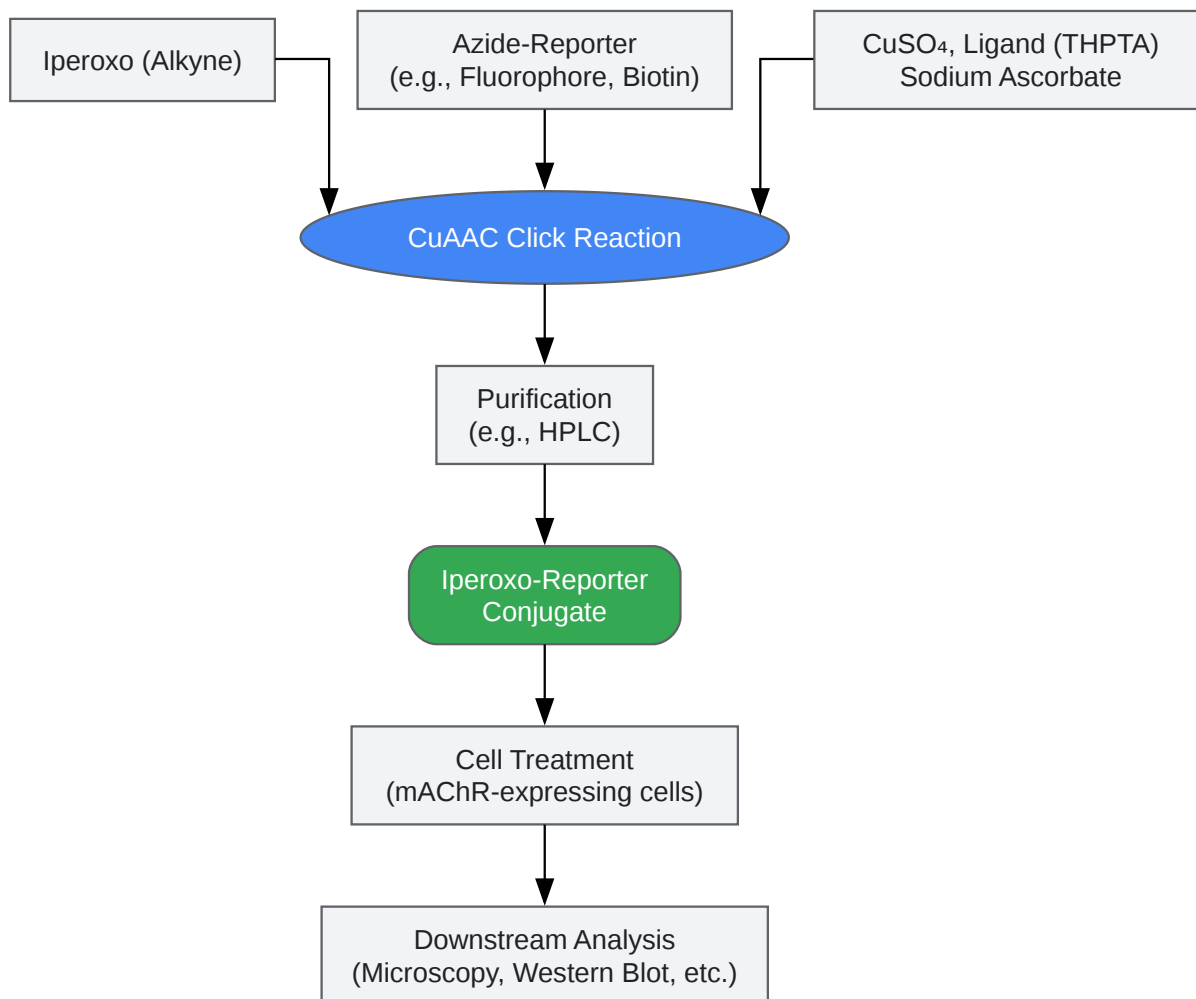 Iperoxo (Alkyne)
Azide-Reporter
(e.g., Fluorophore, Biotin)
CuSO₄, Ligand (THPTA)
Sodium Ascorbate
CuAAC Click Reaction
Purification
(e.g., HPLC)
Iperoxo-Reporter
Conjugate
Cell Treatment
(mAChR-expressing cells)
Downstream Analysis
(Microscopy, Western Blot, etc.)